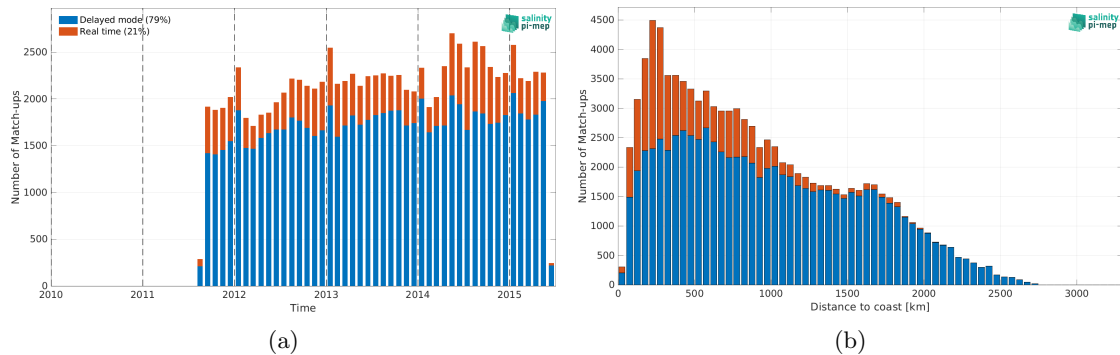 Delayed mode (79%)
Real time (21%)
salinity
pi-mep
Number of Match-ups
2500
2000
1500
1000
500
0
2010
2011
2012
2013
2014
2015
Time
(a)
salinity
pi-mep
Number of Match-ups
4500
4000
3500
3000
2500
2000
1500
1000
500
0
0
500
1000
1500
2000
2500
3000
Distance to coast [km]
(b)